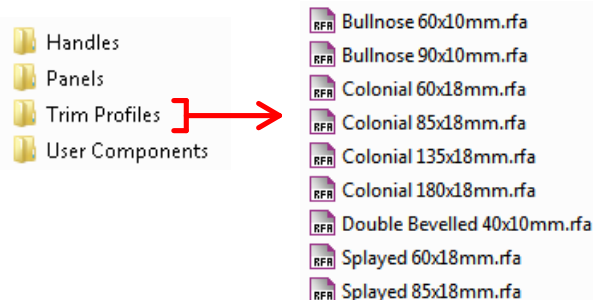 Handles
Panels
Trim Profiles
User Components
RFA Bullnose 60x10mm.rfa
RFA Bullnose 90x10mm.rfa
RFA Colonial 60x18mm.rfa
RFA Colonial 85x18mm.rfa
RFA Colonial 135x18mm.rfa
RFA Colonial 180x18mm.rfa
RFA Double Bevelled 40x10mm.rfa
RFA Splayed 60x18mm.rfa
RFA Splayed 85x18mm.rfa